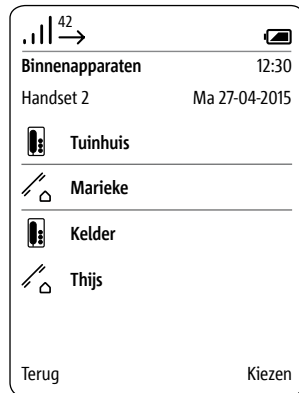 42
Binnenapparaten 12:30
Handset 2 Ma 27-04-2015
Tuinhuis
Marieke
Kelder
Thijs
Terug Kiezen